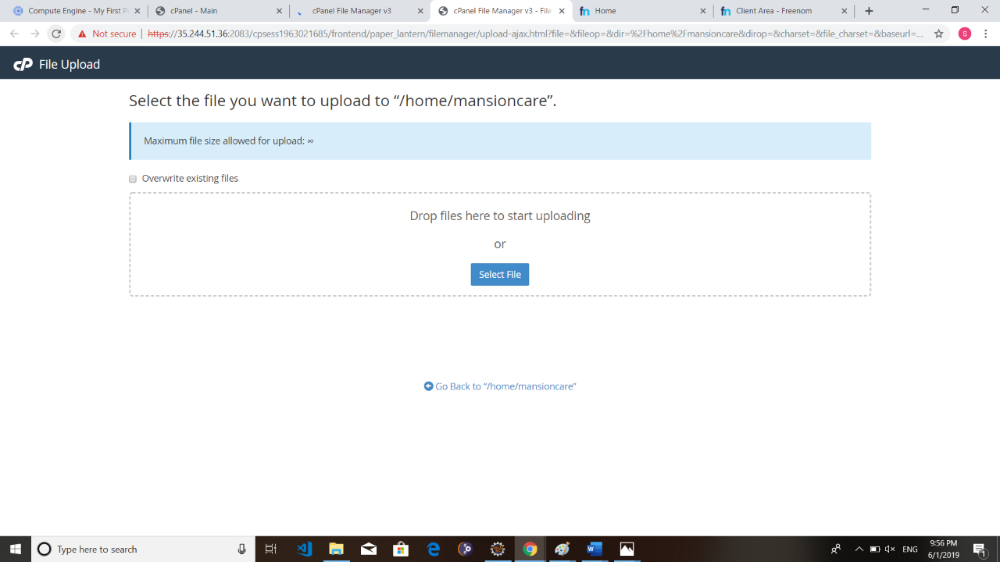 Compute Engine - My First P
cPanel - Main
cPanel File Manager v3
cPanel File Manager v3 - File
Home
Client Area - Freenom
Not secure | https://35.244.51.36:2083/cpsess1963021685/frontend/paper_lantern/filemanager/upload-ajax.html?file=&fileop=&dir=%2Fhome%2Fmansioncare&dirop=&charset=&file_charset=&baseurl=...
S
cP File Upload
Select the file you want to upload to “/home/mansioncare”.
Maximum file size allowed for upload: ∞
Overwrite existing files
Drop files here to start uploading
or
Select File
Go Back to “/home/mansioncare”
Type here to search
ENG
9:56 PM
6/1/2019
1